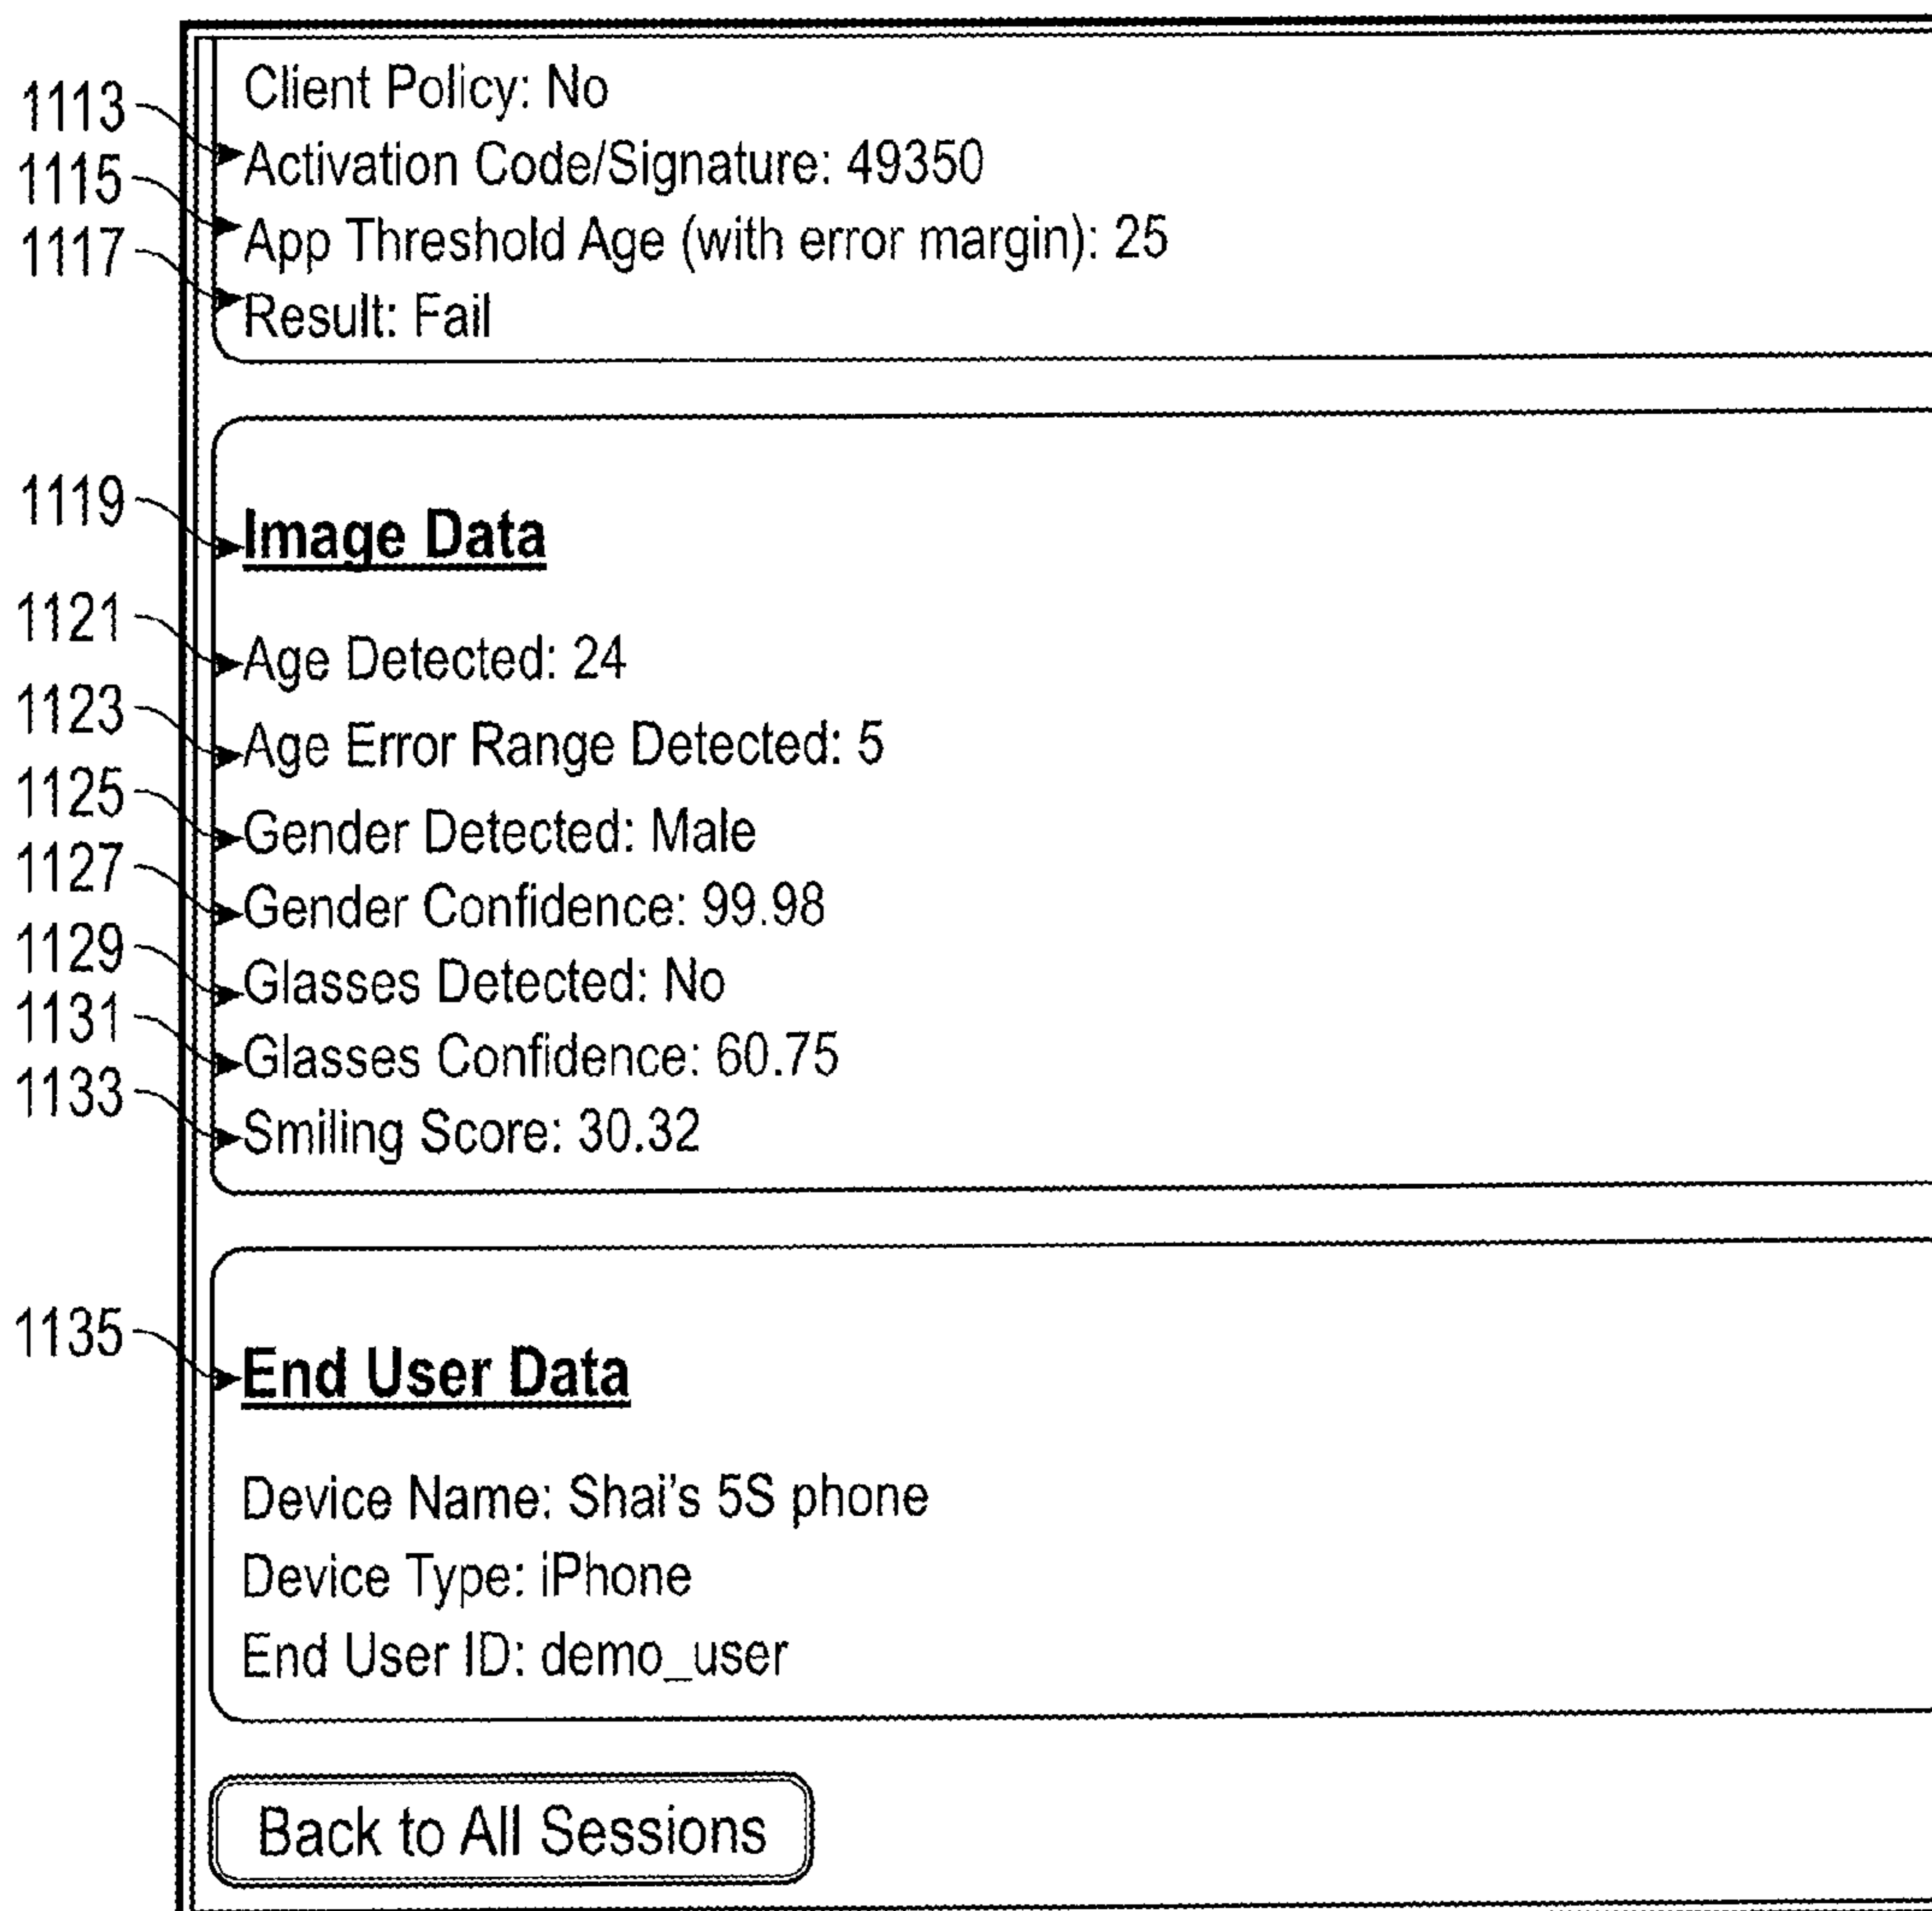 Client Policy: No
1113
Activation Code/Signature: 49350
1115
App Threshold Age (with error margin): 25
1117
Result: Fail
1119
Image Data
1121
Age Detected: 24
1123
Age Error Range Detected: 5
1125
Gender Detected: Male
1127
Gender Confidence: 99.98
1129
Glasses Detected: No
1131
Glasses Confidence: 60.75
1133
Smiling Score: 30.32
1135
End User Data
Device Name: Shai's 5S phone
Device Type: iPhone
End User ID: demo_user
Back to All Sessions